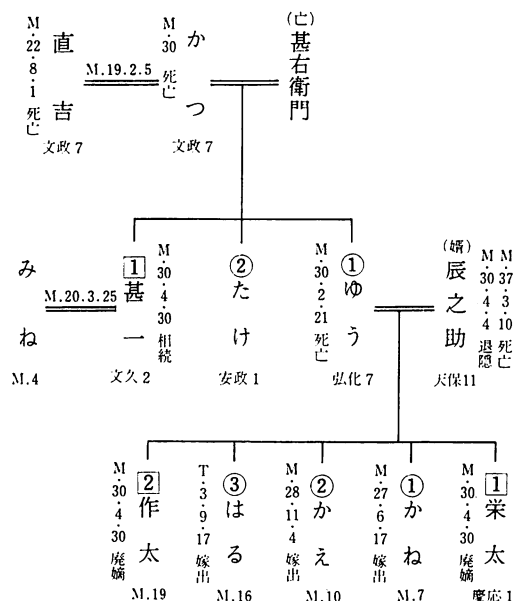 (亡)
甚右衛門
かつ
M・30 死亡
文政7
M.19.2.5
直吉
M・22・8・1 死亡
文政7
(婿)
辰之助
M・37・3・10 死亡
M・30・4・4 退隠
天保11
①ゆう
M・30・2・21 死亡
弘化7
②たけ
安政1
1甚一
M・30・4・30 相続
文久2
M.20.3.25
みね
M.4
1栄太
M・30・4・30 廃嫡
慶応1
①かね
M・27・6・17 嫁出
M.7
②かえ
M・28・11・4 嫁出
M.10
③はる
T・3・9・17 嫁出
M.16
2作太
M・30・4・30 廃嫡
M.19